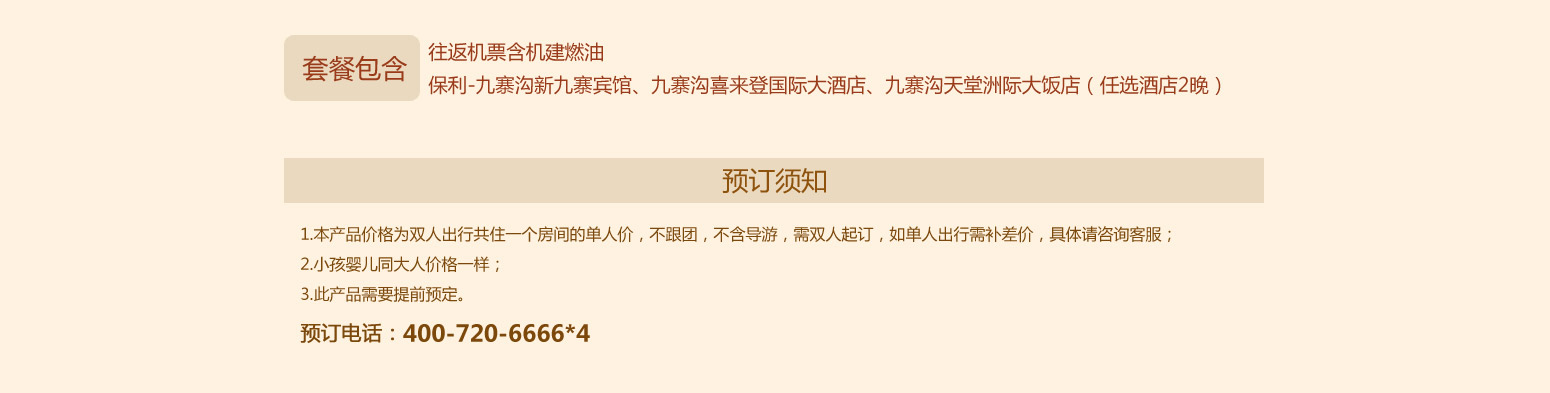 套餐包含
往返机票含机建燃油
保利-九寨沟新九寨宾馆、九寨沟喜来登国际大酒店、九寨沟天堂洲际大饭店（任选酒店2晚）
预订须知
1.本产品价格为双人出行共住一个房间的单人价，不跟团，不含导游，需双人起订，如单人出行需补差价，具体请咨询客服；
2.小孩婴儿同大人价格一样；
3.此产品需要提前预定。
预订电话：400-720-6666*4